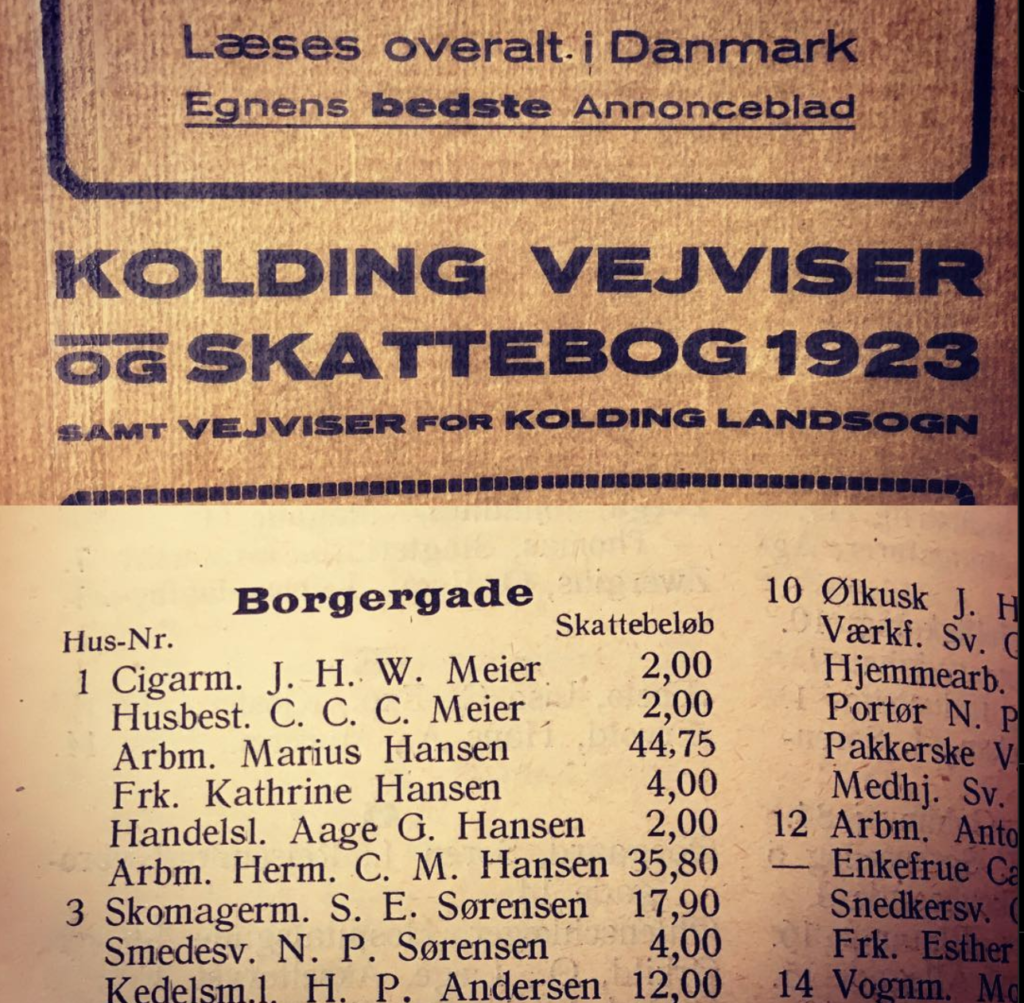 Læses overalt i Danmark
Egnens bedste Annonceblad
KOLDING VEJVISER
OG SKATTEBOG 1923
SAMT VEJVISER FOR KOLDING LANDSOGN
Borgergade
Hus-Nr. Skattebeløb
1 Cigarm. J. H. W. Meier 2,00
Husbest. C. C. C. Meier 2,00
Arbm. Marius Hansen 44,75
Frk. Kathrine Hansen 4,00
Handelsl. Aage G. Hansen 2,00
Arbm. Herm. C. M. Hansen 35,80
3 Skomagerm. S. E. Sørensen 17,90
Smedesv. N. P. Sørensen 4,00
Kedelsm.l. H. P. Andersen 12,00
10 Ølkusk J. H
Værkf. Sv.
Hjemmearb.
Portør N. P
Pakkerske V
Medhj. Sv.
12 Arbm. Anto
— Enkefrue Ca
Snedkersv.
Frk. Esther
14 Vognm.